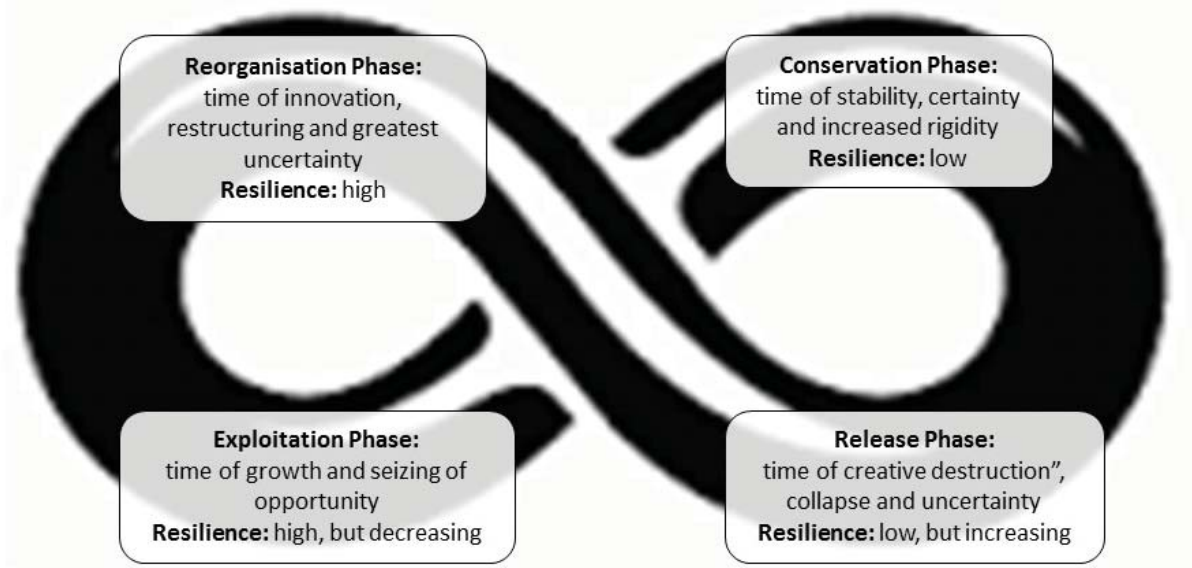 Reorganisation Phase:
time of innovation,
restructuring and greatest
uncertainty
Resilience: high
Conservation Phase:
time of stability, certainty
and increased rigidity
Resilience: low
Exploitation Phase:
time of growth and seizing of
opportunity
Resilience: high, but decreasing
Release Phase:
time of creative destruction”,
collapse and uncertainty
Resilience: low, but increasing